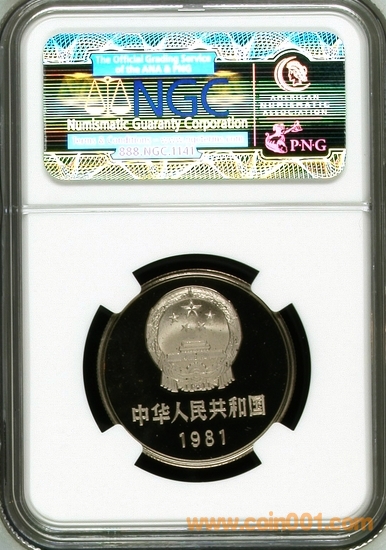 The Official Grading Service
of the ANA & PNG
NGC
Numismatic Guaranty Corporation
888.NGC.1141
AMERICAN
NUMISMATIC
ASSOCIATION
PNG
中华人民共和国
1981
www.coin001.com